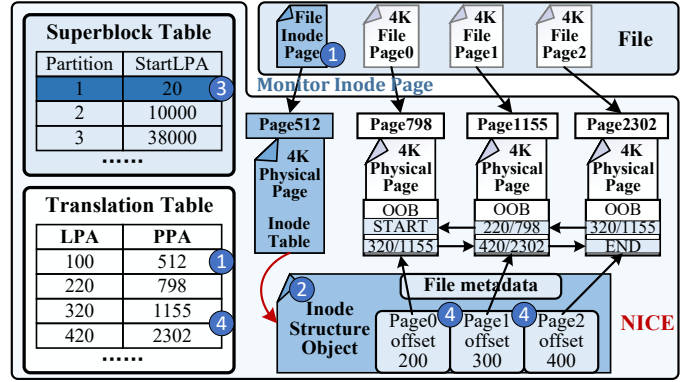 Superblock Table
Partition StartLPA
1 20
3
2 10000
3 38000
......
Translation Table
LPA PPA
100 512
1
220 798
320 1155
4
420 2302
......
File
Inode
Page
1
4K
File
Page0
4K
File
Page1
4K
File
Page2
File
Monitor Inode Page
Page512
4K
Physical
Page
Inode
Table
Page798
4K
Physical
Page
OOB
START
320/1155
Page1155
4K
Physical
Page
OOB
220/798
420/2302
Page2302
4K
Physical
Page
OOB
320/1155
END
2
Inode
Structure
Object
File metadata
Page0
offset
200
4
Page1
offset
300
4
Page2
offset
400
NICE